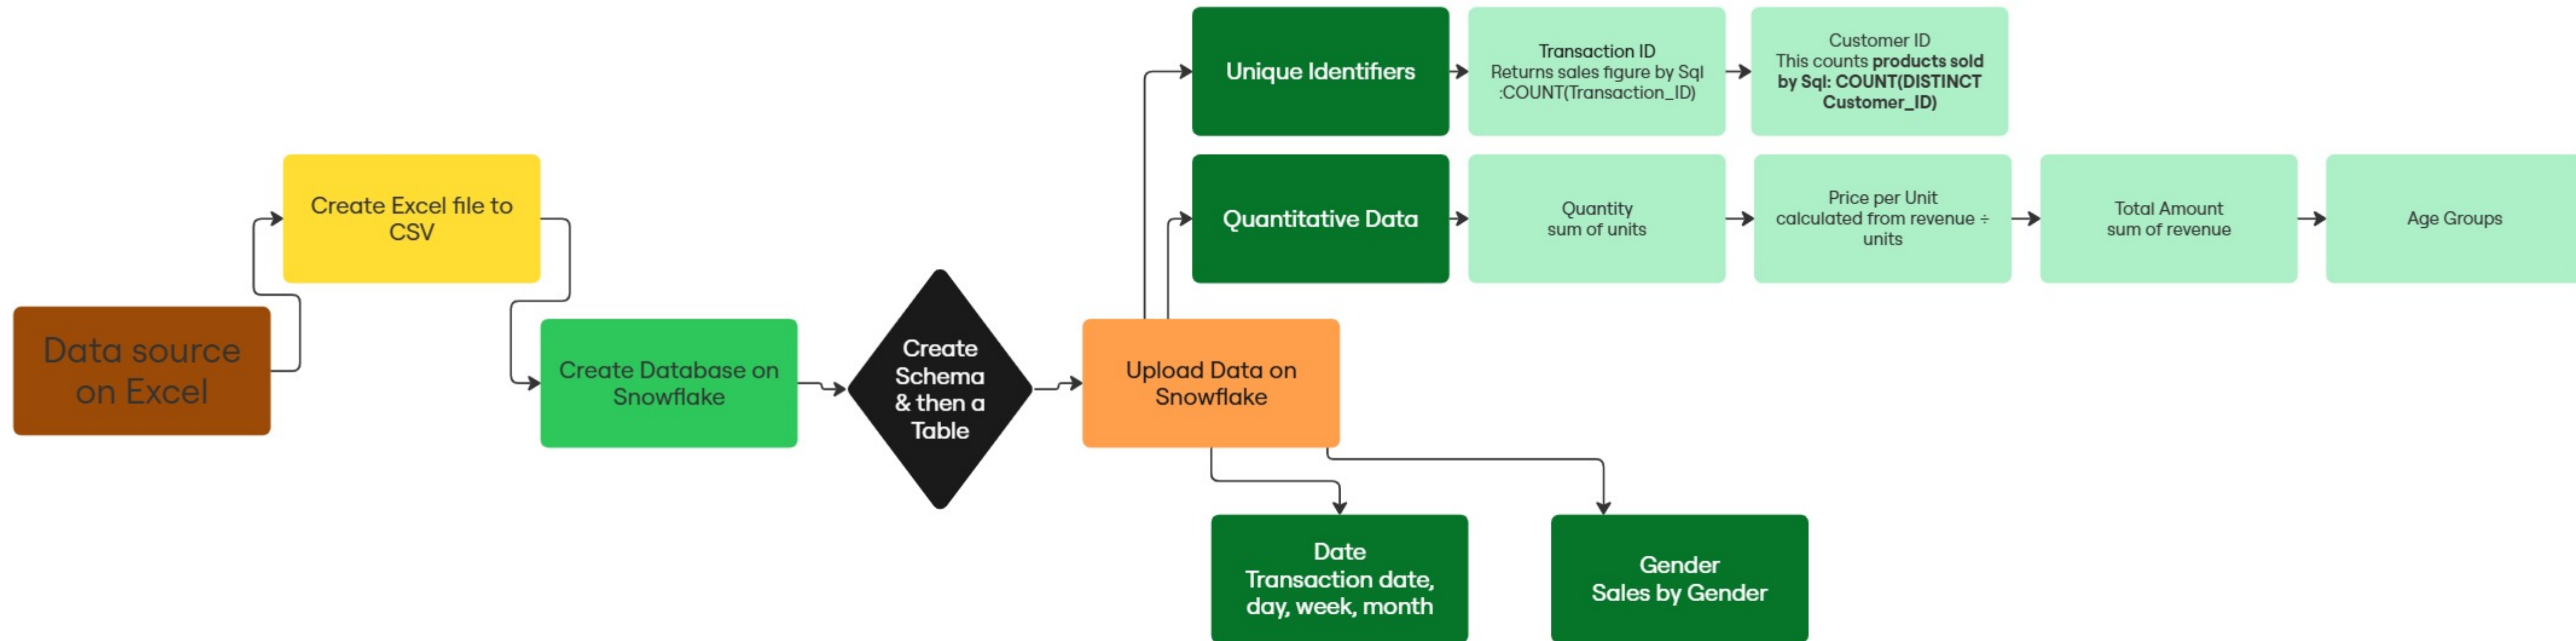 Data source
on Excel
Create Excel file to
CSV
Create Database on
Snowflake
Create
Schema
& then a
Table
Upload Data on
Snowflake
Unique Identifiers
Transaction ID
Returns sales figure by Sql
:COUNT(Transaction_ID)
Customer ID
This counts products sold
by Sql: COUNT(DISTINCT
Customer_ID)
Quantitative Data
Quantity
sum of units
Price per Unit
calculated from revenue ÷
units
Total Amount
sum of revenue
Age Groups
Date
Transaction date,
day, week, month
Gender
Sales by Gender